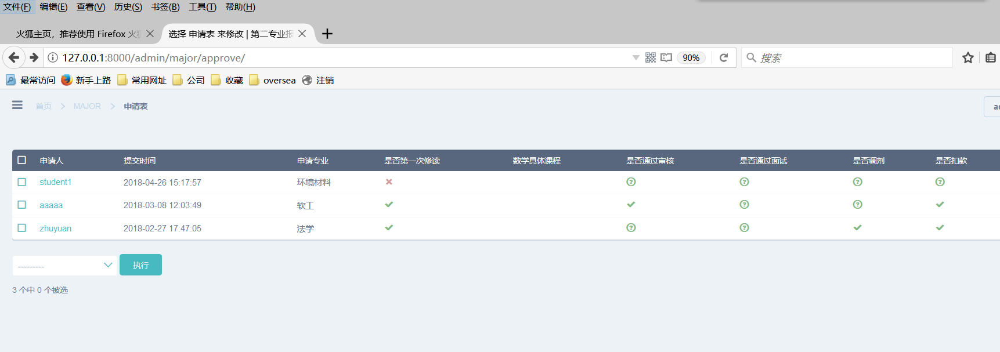 文件(F) 编辑(E) 查看(V) 历史(S) 书签(B) 工具(T) 帮助(H)
火狐主页，推荐使用 Firefox 火狐 选择 申请表 来修改 | 第二专业报
127.0.0.1:8000/admin/major/approve/ 90% 搜索
最常访问 新手上路 常用网址 公司 收藏 oversea 注销
首页 MAJOR 申请表
申请人 提交时间 申请专业 是否第一次修读 数学具体课程 是否通过审核 是否通过面试 是否调剂 是否扣款
student1 2018-04-26 15:17:57 环境材料
aaaaa 2018-03-08 12:03:49 软工
zhuyuan 2018-02-27 17:47:05 法学
--------- 执行
3 个中 0 个被选